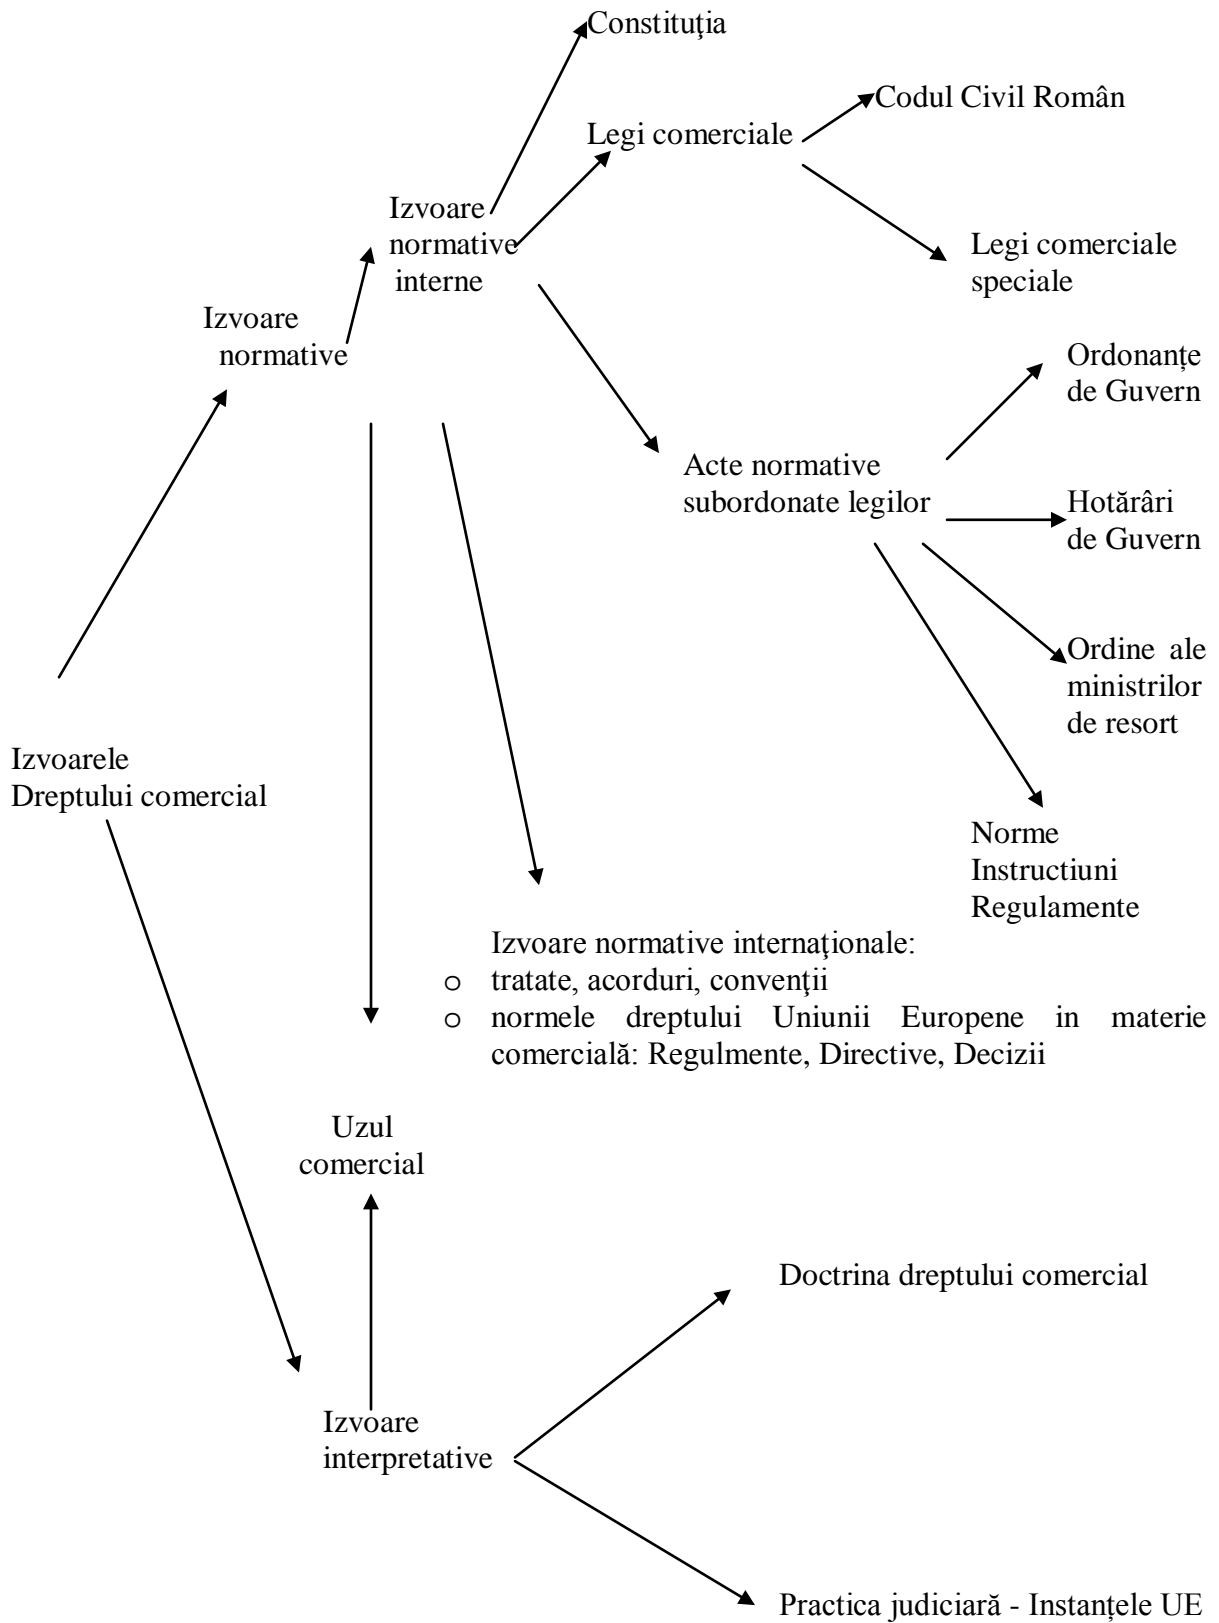 Constituţia
Codul Civil Român
Legi comerciale
Izvoare
normative
interne
Legi comerciale
speciale
Izvoare
normative
Ordonanțe
de Guvern
Acte normative
subordonate legilor
Hotărâri
de Guvern
Ordine ale
ministrilor
de resort
Izvoarele
Dreptului comercial
Norme
Instructiuni
Regulamente
Izvoare normative internaţionale:
o tratate, acorduri, convenţii
o normele dreptului Uniunii Europene in materie
comercială: Regulmente, Directive, Decizii
Uzul
comercial
Doctrina dreptului comercial
Izvoare
interpretative
Practica judiciară - Instanțele UE